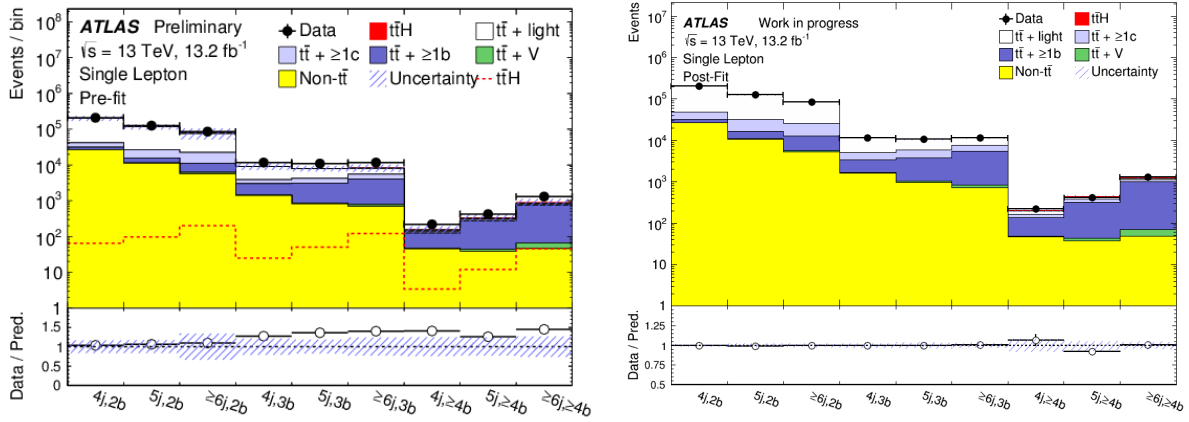 ATLAS Preliminary
√s = 13 TeV, 13.2 fb⁻¹
Single Lepton
Pre-fit
Data
tt̄H
tt̄ + light
tt̄ + ≥1c
tt̄ + ≥1b
tt̄ + V
Non-tt̄
Uncertainty
tt̄H
Events / bin
10⁸
10⁷
10⁶
10⁵
10⁴
10³
10²
10
1
Data / Pred.
1.5
1
0.5
0
4j,2b
5j,2b
≥6j,2b
4j,3b
5j,3b
≥6j,3b
4j,≥4b
5j,≥4b
≥6j,≥4b
ATLAS Work in progress
√s = 13 TeV, 13.2 fb⁻¹
Single Lepton
Post-Fit
Data
tt̄H
tt̄ + light
tt̄ + ≥1c
tt̄ + ≥1b
tt̄ + V
Non-tt̄
Uncertainty
Events / bin
10⁷
10⁶
10⁵
10⁴
10³
10²
10
1
Data / Pred.
1.25
1
0.75
0.5
4j,2b
5j,2b
≥6j,2b
4j,3b
5j,3b
≥6j,3b
4j,≥4b
5j,≥4b
≥6j,≥4b